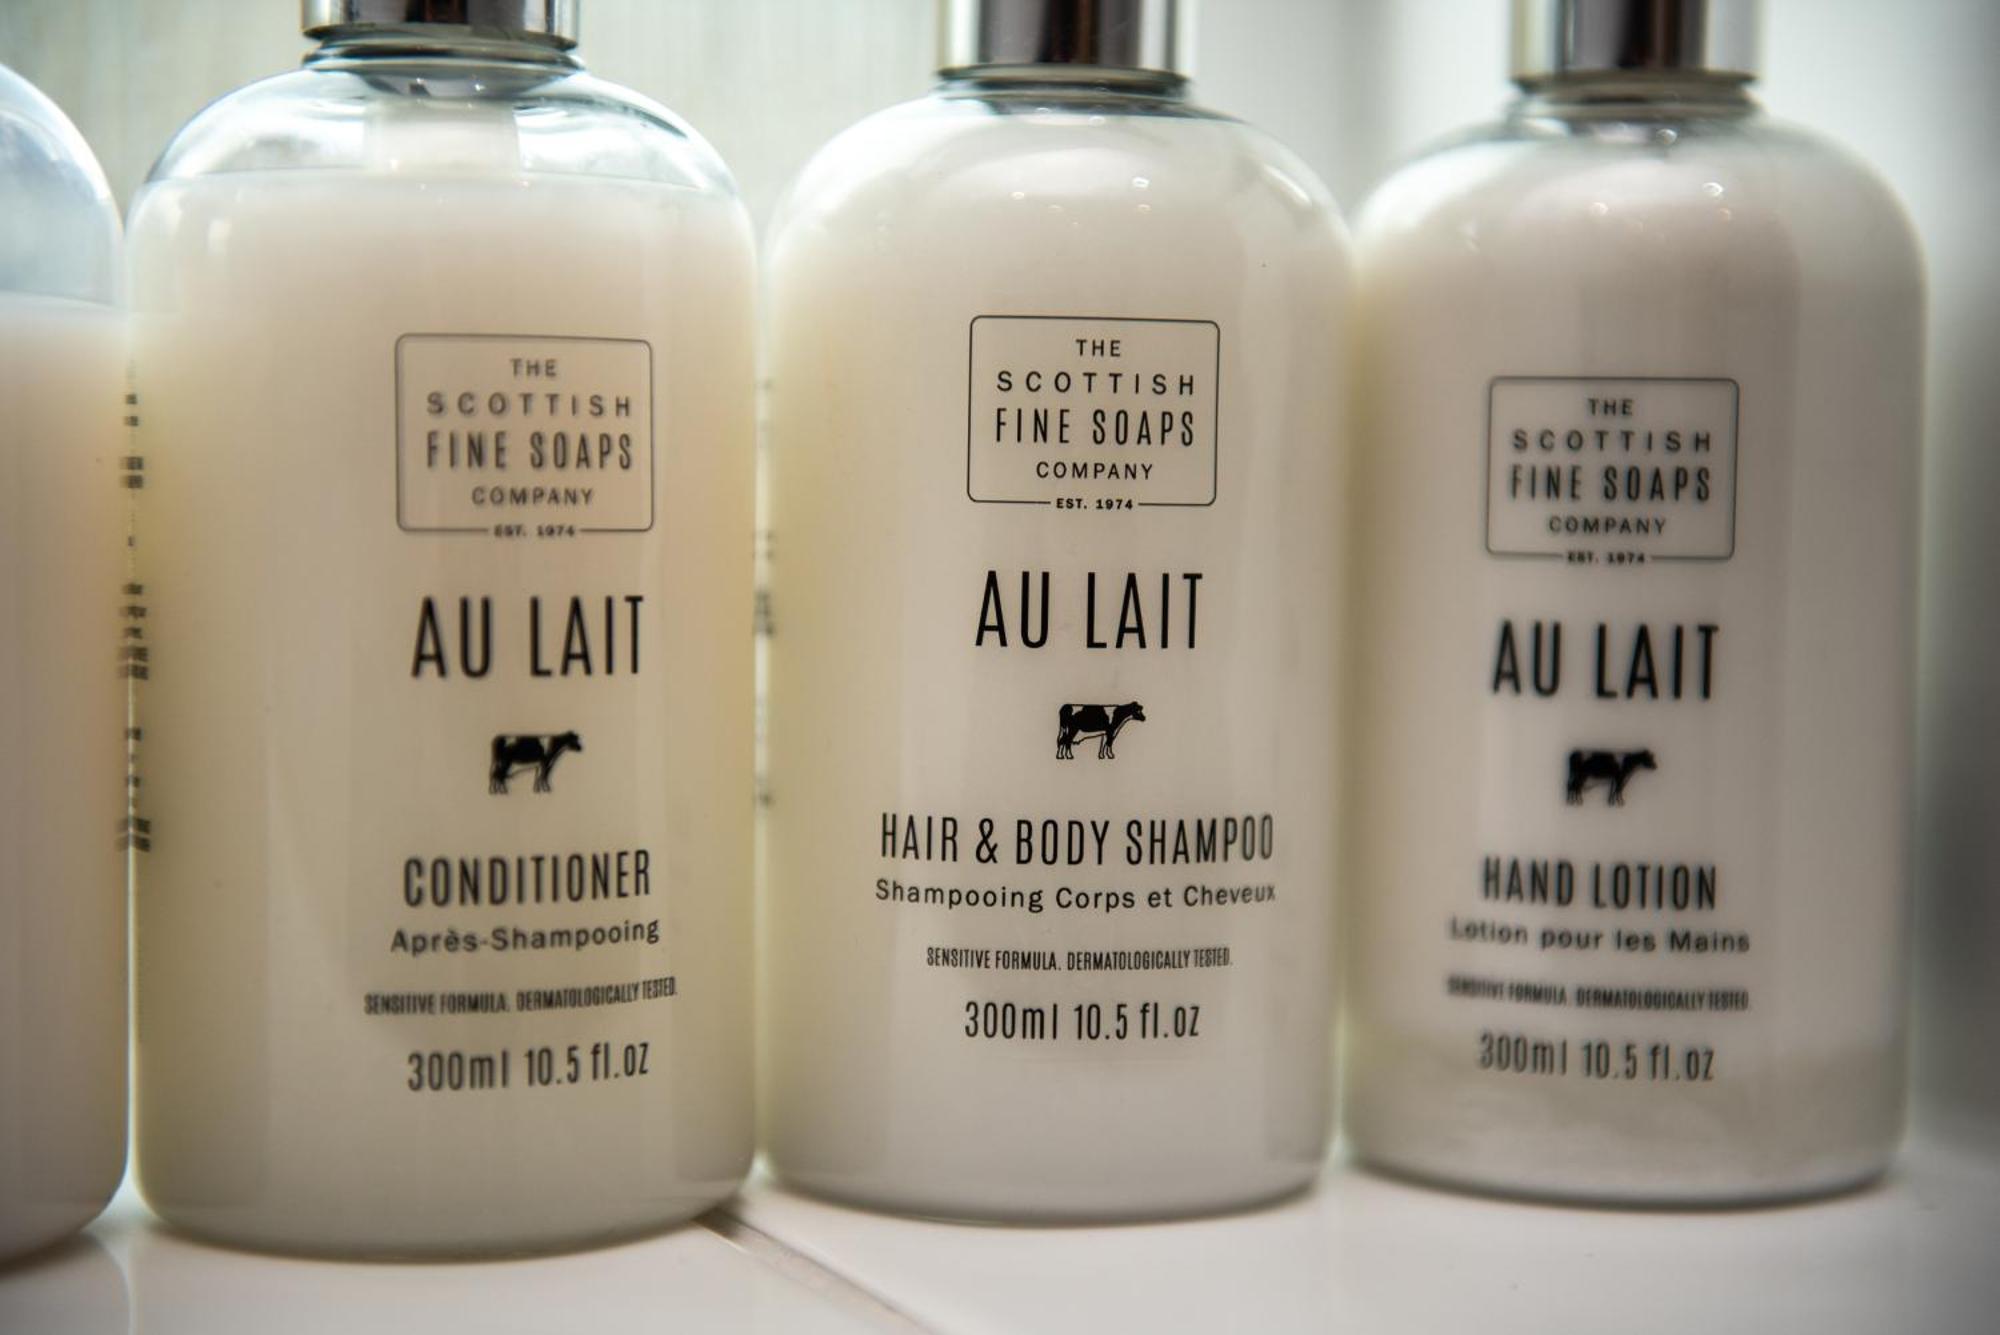 THE
SCOTTISH
FINE SOAPS
COMPANY
EST. 1974
AU LAIT
CONDITIONER
Après-Shampooing
SENSITIVE FORMULA. DERMATOLOGICALLY TESTED.
300ml 10.5 fl.oz
THE
SCOTTISH
FINE SOAPS
COMPANY
EST. 1974
AU LAIT
HAIR & BODY SHAMPOO
Shampooing Corps et Cheveux
SENSITIVE FORMULA. DERMATOLOGICALLY TESTED.
300ml 10.5 fl.oz
THE
SCOTTISH
FINE SOAPS
COMPANY
EST. 1974
AU LAIT
HAND LOTION
Lotion pour les Mains
SENSITIVE FORMULA. DERMATOLOGICALLY TESTED.
300ml 10.5 fl.oz